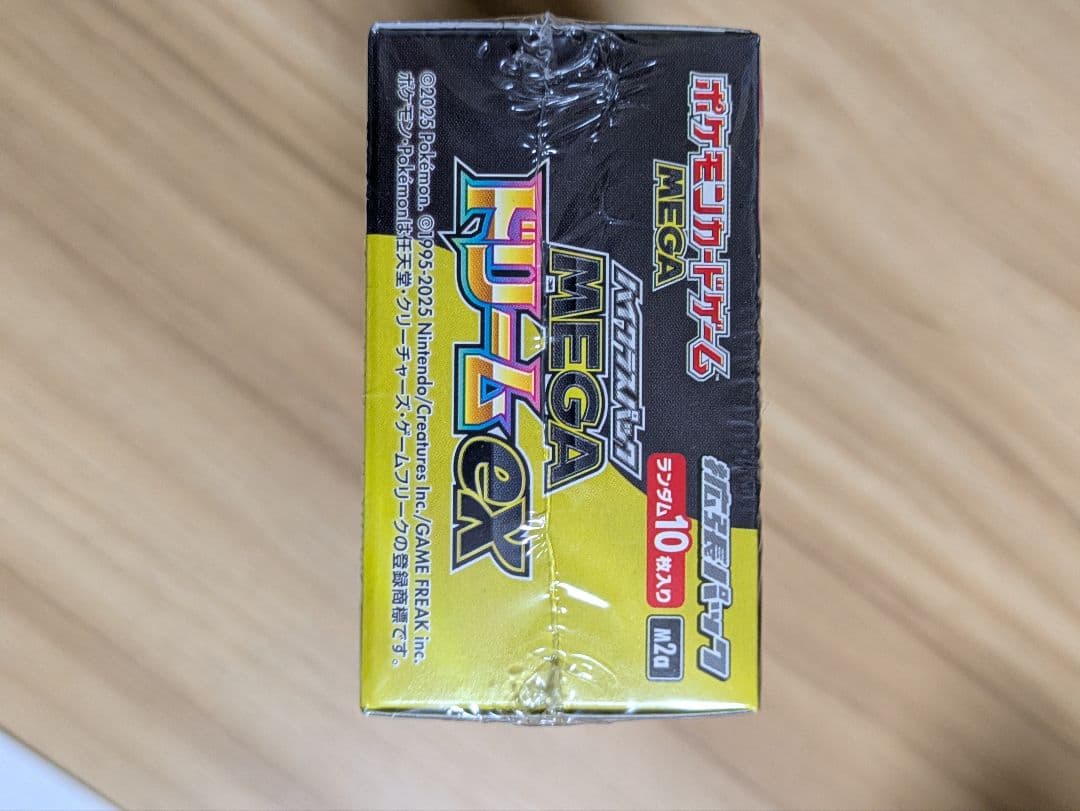 ポケモンカードゲーム
MEGA
拡張パック
ランダム10枚入り
M2a
ハイクラスパック
MEGA
ドリームex
©2025 Pokémon. ©1995-2025 Nintendo/Creatures Inc./GAME FREAK inc.
ポケモン・Pokémonは任天堂・クリーチャーズ・ゲームフリークの登録商標です。